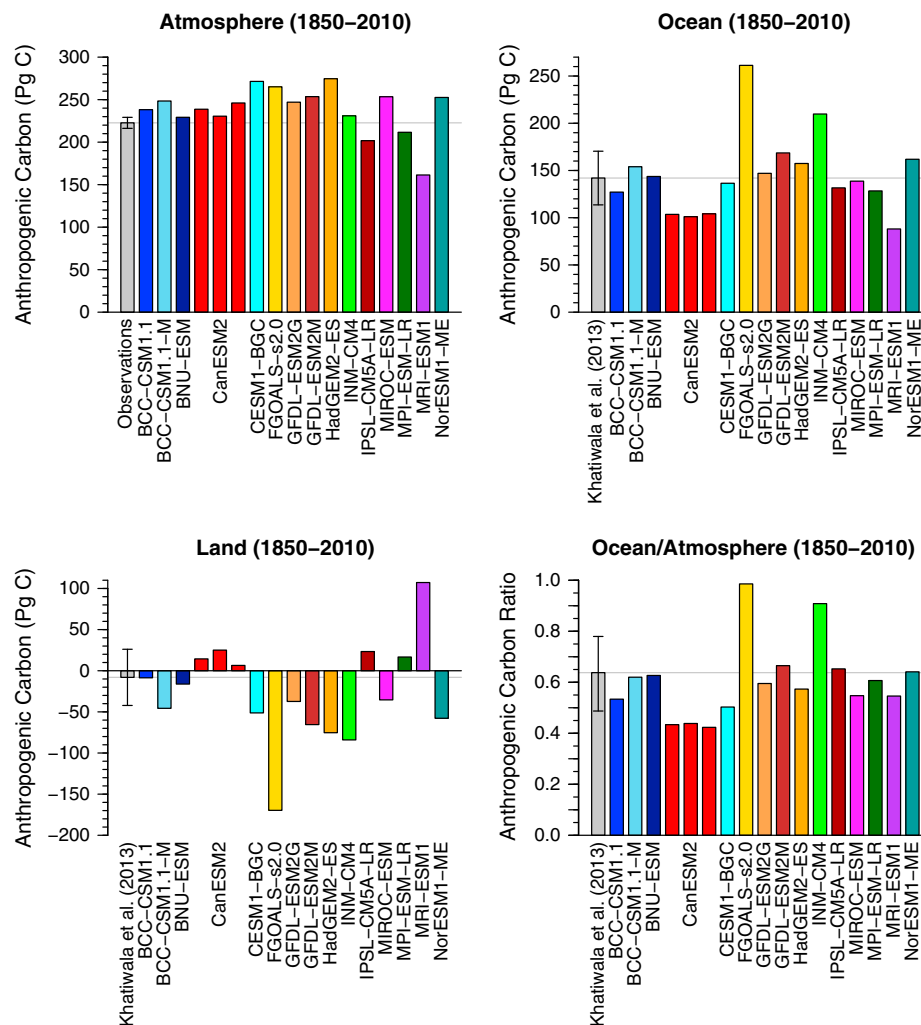 Atmosphere (1850−2010)
Anthropogenic Carbon (Pg C)
300
250
200
150
100
50
0
Observations
BCC−CSM1.1
BCC−CSM1.1−M
BNU−ESM
CanESM2
CESM1−BGC
FGOALS−s2.0
GFDL−ESM2G
GFDL−ESM2M
HadGEM2−ES
INM−CM4
IPSL−CM5A−LR
MIROC−ESM
MPI−ESM−LR
MRI−ESM1
NorESM1−ME
Ocean (1850−2010)
Anthropogenic Carbon (Pg C)
250
200
150
100
50
0
Khatiwala et al. (2013)
BCC−CSM1.1
BCC−CSM1.1−M
BNU−ESM
CanESM2
CESM1−BGC
FGOALS−s2.0
GFDL−ESM2G
GFDL−ESM2M
HadGEM2−ES
INM−CM4
IPSL−CM5A−LR
MIROC−ESM
MPI−ESM−LR
MRI−ESM1
NorESM1−ME
Land (1850−2010)
Anthropogenic Carbon (Pg C)
100
50
0
−50
−100
−150
−200
Khatiwala et al. (2013)
BCC−CSM1.1
BCC−CSM1.1−M
BNU−ESM
CanESM2
CESM1−BGC
FGOALS−s2.0
GFDL−ESM2G
GFDL−ESM2M
HadGEM2−ES
INM−CM4
IPSL−CM5A−LR
MIROC−ESM
MPI−ESM−LR
MRI−ESM1
NorESM1−ME
Ocean/Atmosphere (1850−2010)
Anthropogenic Carbon Ratio
1.0
0.8
0.6
0.4
0.2
0.0
Khatiwala et al. (2013)
BCC−CSM1.1
BCC−CSM1.1−M
BNU−ESM
CanESM2
CESM1−BGC
FGOALS−s2.0
GFDL−ESM2G
GFDL−ESM2M
HadGEM2−ES
INM−CM4
IPSL−CM5A−LR
MIROC−ESM
MPI−ESM−LR
MRI−ESM1
NorESM1−ME